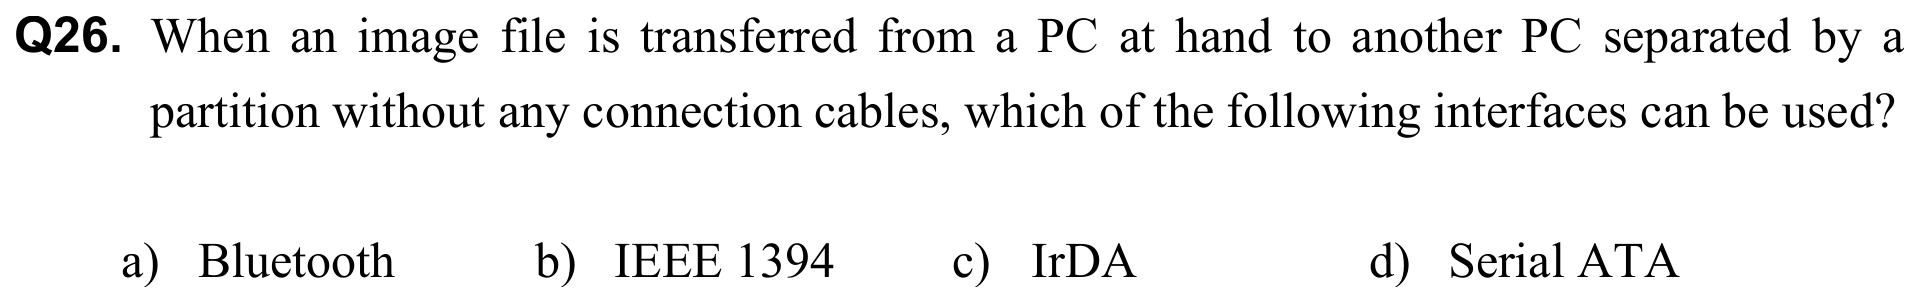 Q26. When an image file is transferred from a PC at hand to another PC separated by a
partition without any connection cables, which of the following interfaces can be used?
a) Bluetooth b) IEEE 1394 c) IrDA d) Serial ATA